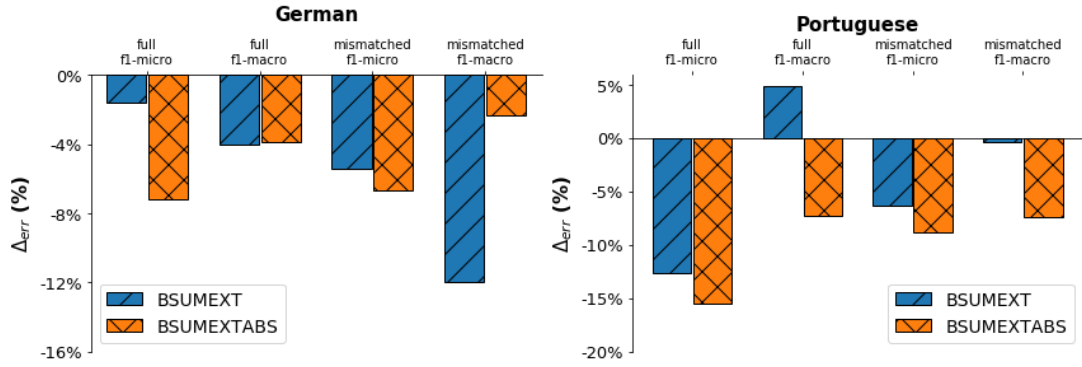 German
full
f1-micro
full
f1-macro
mismatched
f1-micro
mismatched
f1-macro
0%
-4%
-8%
-12%
-16%
Δerr (%)
BSUMEXT
BSUMEXTABS
Portuguese
full
f1-micro
full
f1-macro
mismatched
f1-micro
mismatched
f1-macro
5%
0%
-5%
-10%
-15%
-20%
Δerr (%)
BSUMEXT
BSUMEXTABS